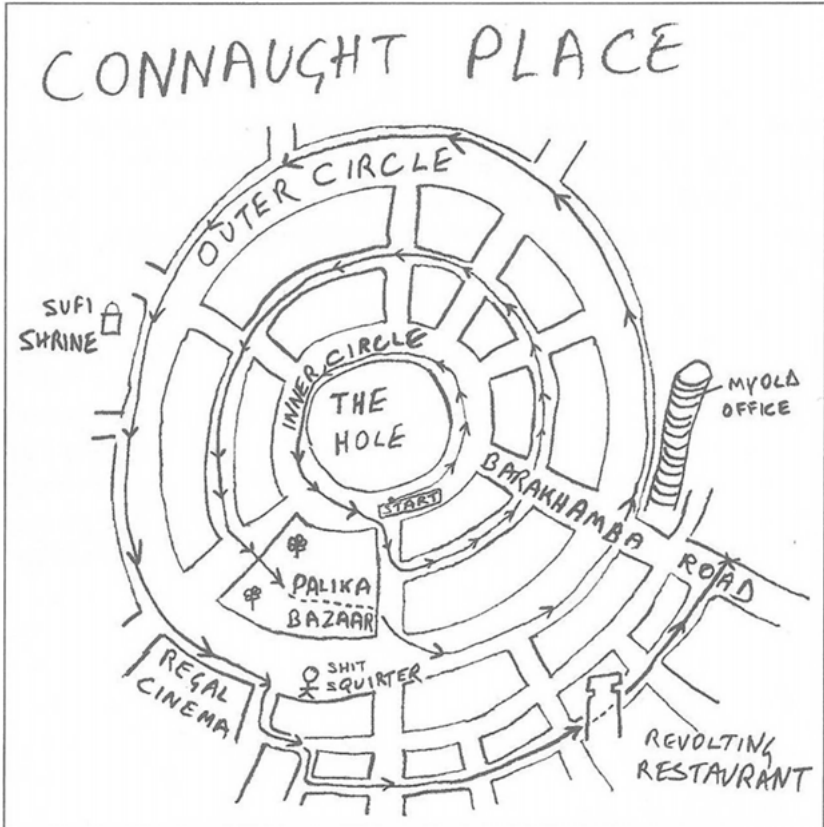 CONNAUGHT PLACE
OUTER CIRCLE
SUFI
SHRINE
INNER CIRCLE
THE
HOLE
MY OLD
OFFICE
START
BARAKHAMBA
ROAD
PALIKA
BAZAAR
SHIT
SQUIRTER
REGAL
CINEMA
REVOLTING
RESTAURANT